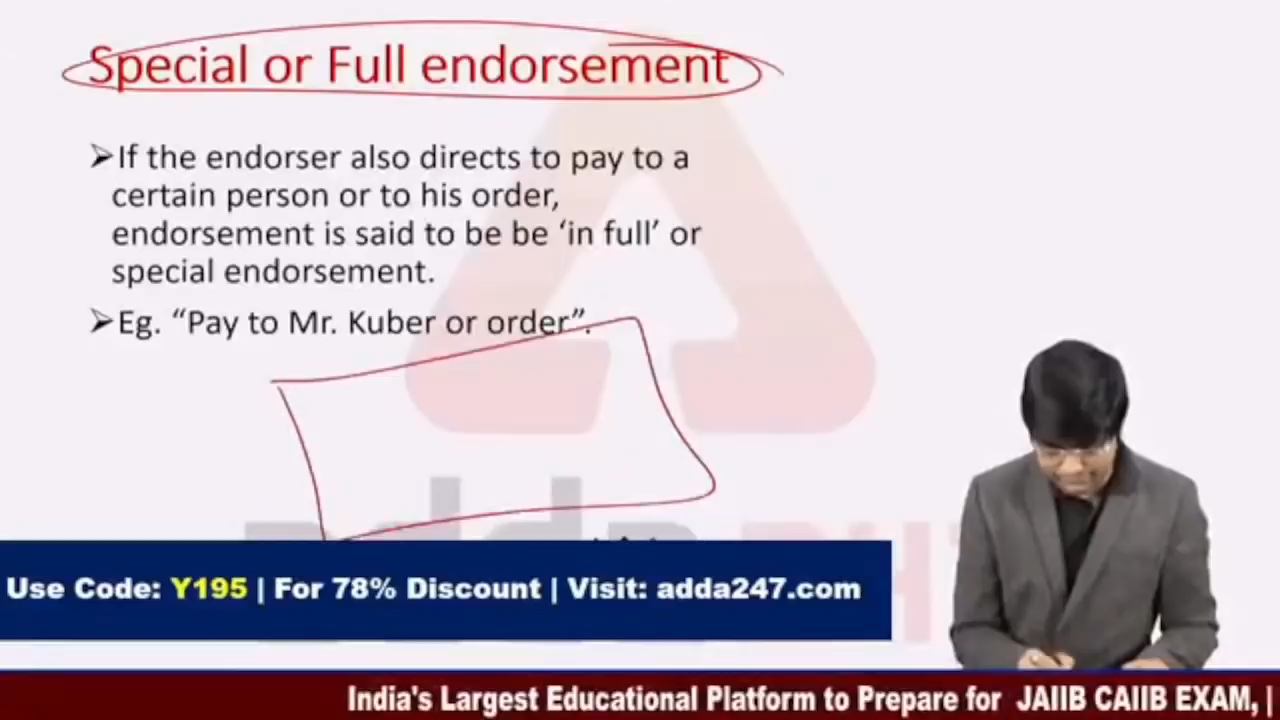 Special or Full endorsement
➢If the endorser also directs to pay to a
certain person or to his order,
endorsement is said to be be ‘in full’ or
special endorsement.
➢Eg. “Pay to Mr. Kuber or order”.
Use Code: Y195 | For 78% Discount | Visit: adda247.com
India's Largest Educational Platform to Prepare for JAIIB CAIIB EXAM, |